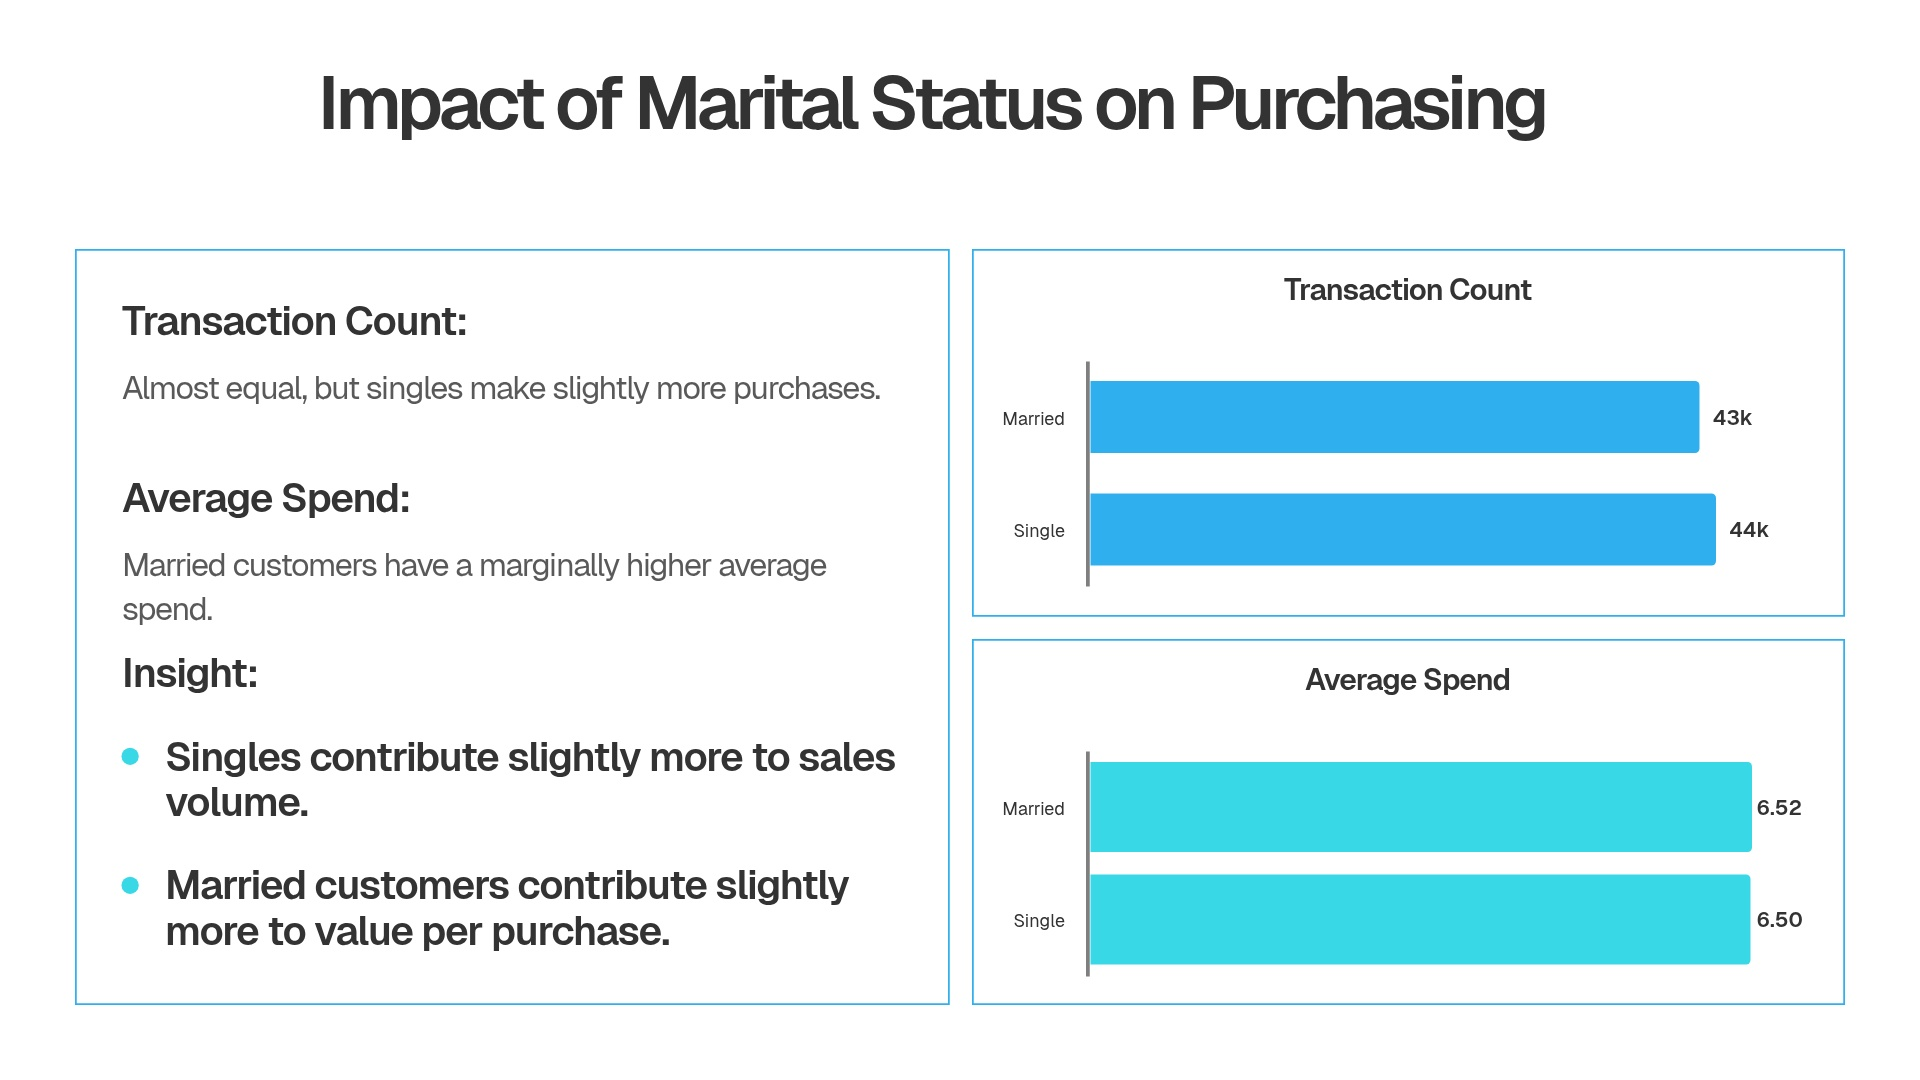 Impact of Marital Status on Purchasing
Transaction Count:
Almost equal, but singles make slightly more purchases.
Average Spend:
Married customers have a marginally higher average
spend.
Insight:
Singles contribute slightly more to sales
volume.
Married customers contribute slightly
more to value per purchase.
Transaction Count
Married
43k
Single
44k
Average Spend
Married
6.52
Single
6.50